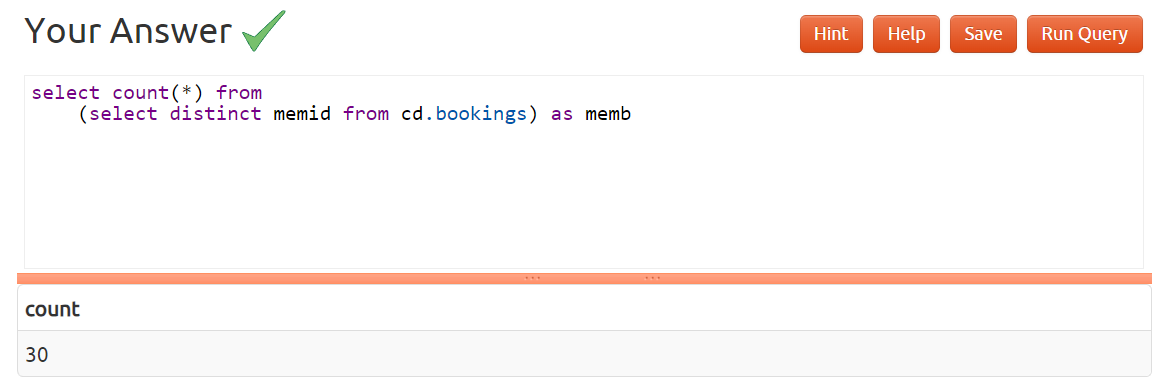 Your Answer
Hint Help Save Run Query
select count(*) from
(select distinct memid from cd.bookings) as memb
count
30